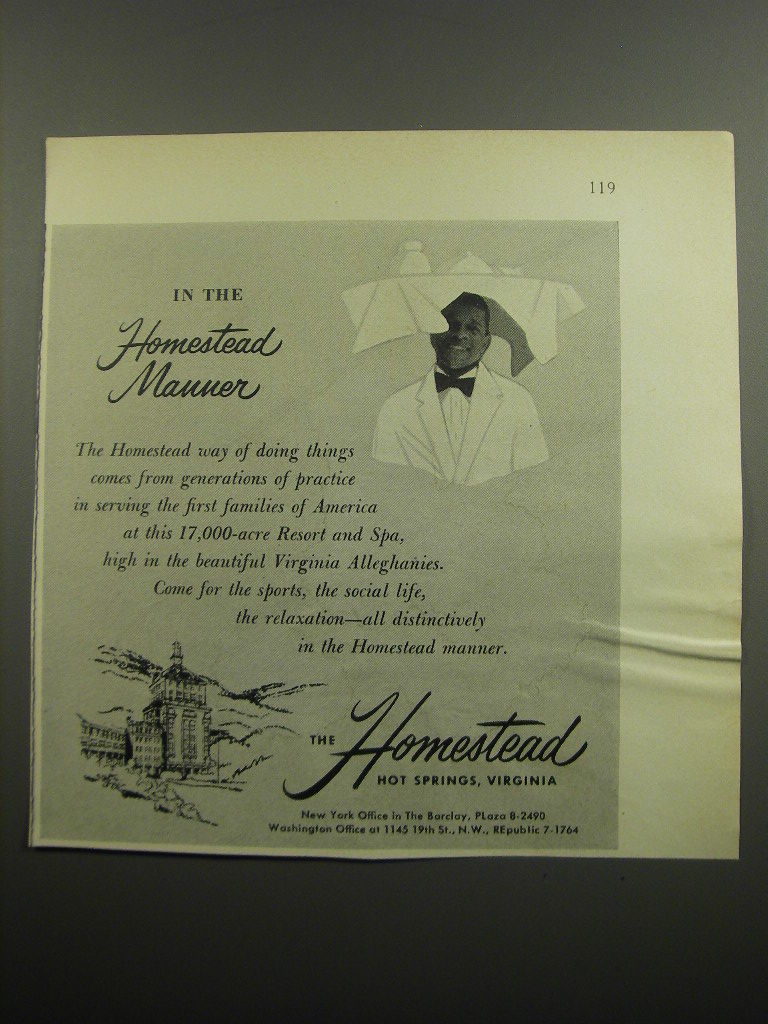 119
IN THE
Homestead
Manner
The Homestead way of doing things
comes from generations of practice
in serving the first families of America
at this 17,000-acre Resort and Spa,
high in the beautiful Virginia Alleghanies.
Come for the sports, the social life,
the relaxation—all distinctively
in the Homestead manner.
THE Homestead
HOT SPRINGS, VIRGINIA
New York Office in The Barclay, PLaza 8-2490
Washington Office at 1145 19th St., N.W., REpublic 7-1764